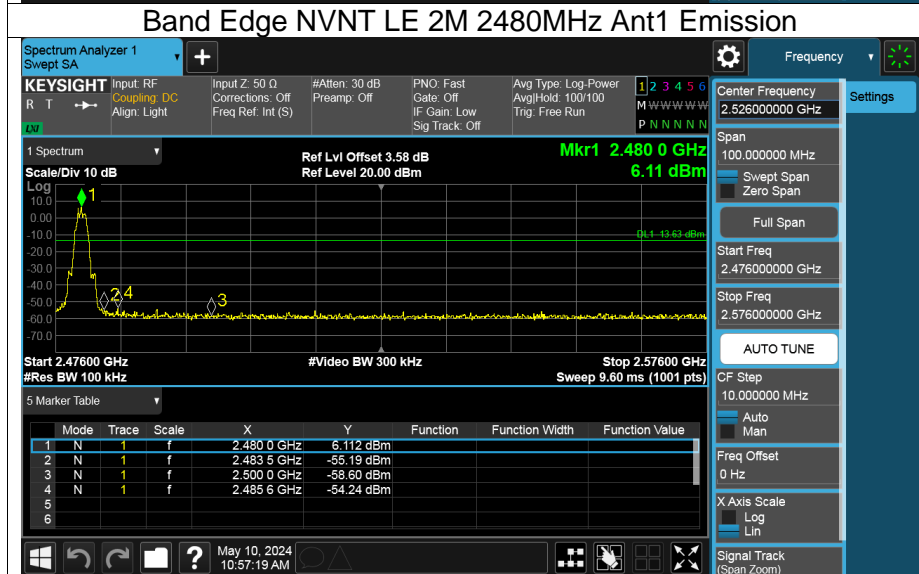 Band Edge NVNT LE 2M 2480MHz Ant1 Emission
Spectrum Analyzer 1
Swept SA
+
Frequency
KEYSIGHT
R T
LXI
Input: RF
Coupling: DC
Align: Light
Input Z: 50 Ω
Corrections: Off
Freq Ref: Int (S)
#Atten: 30 dB
Preamp: Off
PNO: Fast
Gate: Off
IF Gain: Low
Sig Track: Off
Avg Type: Log-Power
Avg|Hold: 100/100
Trig: Free Run
1 2 3 4 5 6
M W W W W W
P N N N N N
Center Frequency
2.526000000 GHz
Settings
Span
100.000000 MHz
Swept Span
Zero Span
Full Span
Start Freq
2.476000000 GHz
Stop Freq
2.576000000 GHz
AUTO TUNE
CF Step
10.000000 MHz
Auto
Man
Freq Offset
0 Hz
X Axis Scale
Log
Lin
Signal Track
(Span Zoom)
1 Spectrum
Scale/Div 10 dB
Ref Lvl Offset 3.58 dB
Ref Level 20.00 dBm
Mkr1 2.480 0 GHz
6.11 dBm
Log
10.0
0.00
-10.0
-20.0
-30.0
-40.0
-50.0
-60.0
-70.0
1
2 4
3
DL1 -13.63 dBm
Start 2.47600 GHz
#Video BW 300 kHz
Stop 2.57600 GHz
#Res BW 100 kHz
Sweep 9.60 ms (1001 pts)
5 Marker Table
Mode Trace Scale X Y Function Function Width Function Value
1 N 1 f 2.480 0 GHz 6.112 dBm
2 N 1 f 2.483 5 GHz -55.19 dBm
3 N 1 f 2.500 0 GHz -58.60 dBm
4 N 1 f 2.485 6 GHz -54.24 dBm
5
6
?
May 10, 2024
10:57:19 AM